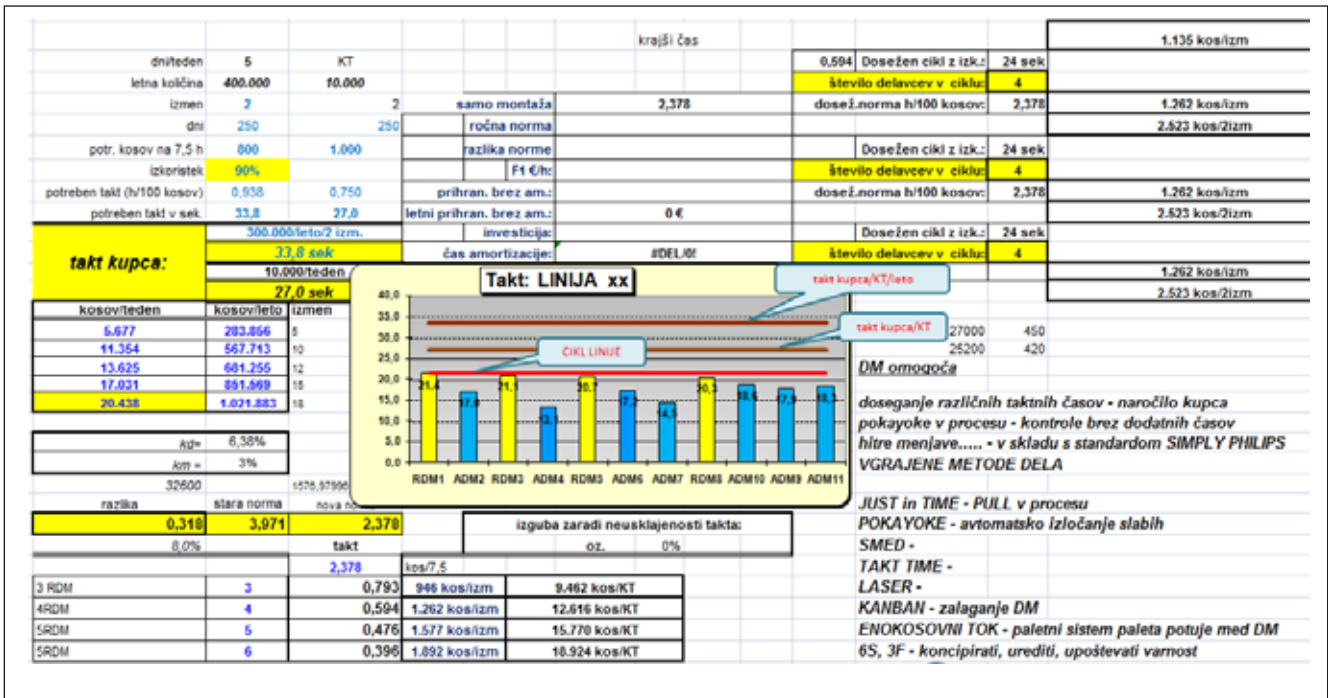 krajši čas 1.135 kos/izm
dni/teden 5 KT 0,594 Dosežen cikl z izk.: 24 sek
letna količina 400.000 10.000 število delavcev v ciklu: 4
izmen 2 2 samo montaža 2,378 dosež.norma h/100 kosov: 2,378 1.262 kos/izm
dni 250 250 ročna norma 2.523 kos/2izm
potr. kosov na 7,5 h 800 1.000 razlika norme Dosežen cikl z izk.: 24 sek
izkoristek 90% F1 €/h: število delavcev v ciklu: 4
potreben takt (h/100 kosov) 0,938 0,750 prihran. brez am.: dosež.norma h/100 kosov: 2,378 1.262 kos/izm
potreben takt v sek. 33,8 27,0 letni prihran. brez am.: 0 € 2.523 kos/2izm
takt kupca: 300.000/leto/2 izm. investicija: Dosežen cikl z izk.: 24 sek
33,8 sek čas amortizacije: #DEL/0! število delavcev v ciklu: 4
10.000/teden 1.262 kos/izm
27,0 sek 2.523 kos/2izm
Takt: LINIJA xx
takt kupca/KT/leto
takt kupca/KT
ČIKL LINIJE
40,0
35,0
30,0
25,0
20,0
15,0
10,0
5,0
0,0
21,4 17,0 21,1 13,1 20,7 17,2 14,5 20,3 18,6 17,9 18,3
RDM1 ADM2 RDM3 ADM4 RDM5 ADM6 ADM7 RDM8 ADM10 ADM9 ADM11
kosov/teden kosov/leto izmen
5.677 283.856
11.354 567.713 10
13.625 681.255 12
17.031 851.569 15
20.438 1.021.883 18
27000 450
25200 420
DM omogoča
doseganje različnih taktnih časov - naročilo kupca
pokayoke v procesu - kontrole brez dodatnih časov
hitre menjave..... - v skladu s standardom SIMPLY PHILIPS
VGRAJENE METODE DELA
kd= 6,38%
km = 3%
32600
razlika stara norma
0,318 3,971 2,378
8,0% takt
2,378 kos/7,5
izguba zaradi neusklajenosti takta:
oz. 0%
3 RDM 3 0,793 946 kos/izm 9.462 kos/KT
4RDM 4 0,594 1.262 kos/izm 12.616 kos/KT
5RDM 5 0,476 1.577 kos/izm 15.770 kos/KT
5RDM 6 0,396 1.892 kos/izm 18.924 kos/KT
JUST in TIME - PULL v procesu
POKAYOKE - avtomatsko izločanje slabih
SMED -
TAKT TIME -
LASER -
KANBAN - zalaganje DM
ENOKOSOVNI TOK - paletni sistem paleta potuje med DM
6S, 3F - koncipirati, urediti, upoštevati varnost